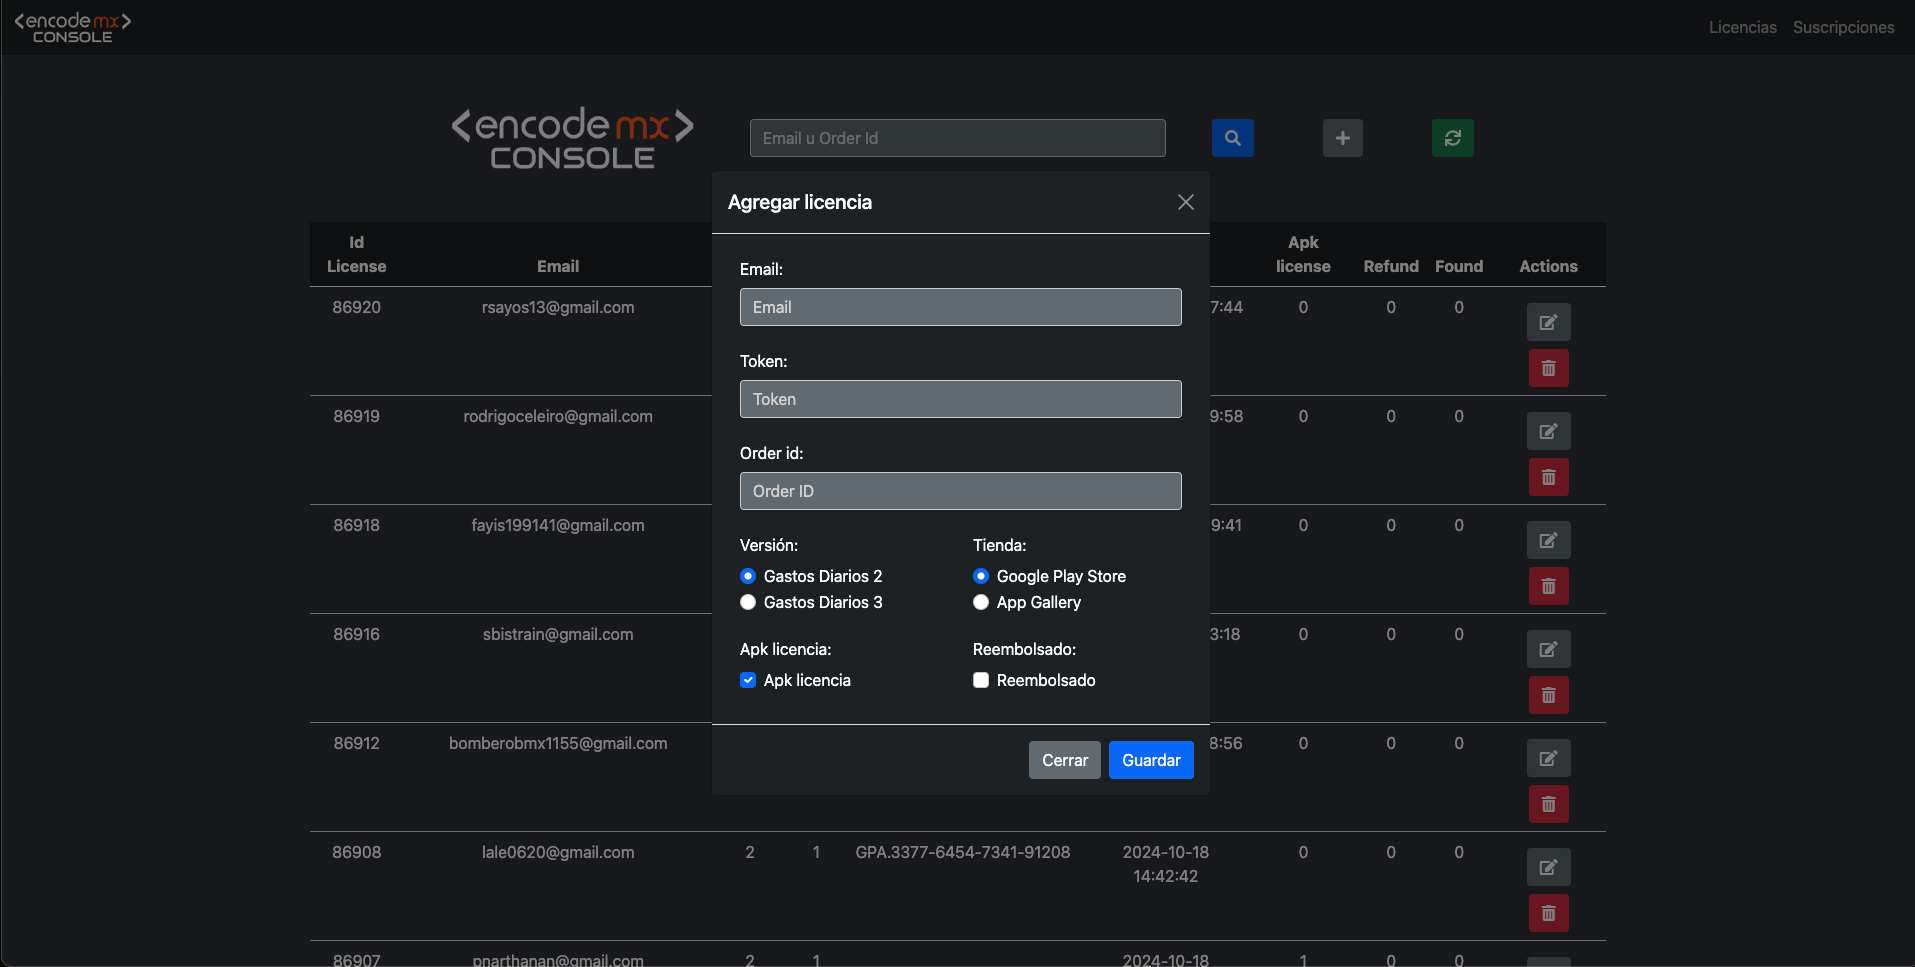 <encodemx>
CONSOLE
Licencias Suscripciones
<encodemx>
CONSOLE
Email u Order Id
Agregar licencia
Id
License
Email
Apk
license
Refund
Found
Actions
Email:
Email
Token:
Token
Order id:
Order ID
Versión:
Tienda:
Gastos Diarios 2
Google Play Store
Gastos Diarios 3
App Gallery
Apk licencia:
Reembolsado:
Apk licencia
Reembolsado
Cerrar
Guardar
86920 rsayos13@gmail.com 7:44 0 0 0
86919 rodrigoceleiro@gmail.com 9:58 0 0 0
86918 fayis199141@gmail.com 9:41 0 0 0
86916 sbistrain@gmail.com 3:18 0 0 0
86912 bomberobmx1155@gmail.com 8:56 0 0 0
86908 lale0620@gmail.com 2 1 GPA.3377-6454-7341-91208 2024-10-18 0 0 0
14:42:42
86907 pnarthanan@gmail.com 2 1 2024-10-18 1 0 0